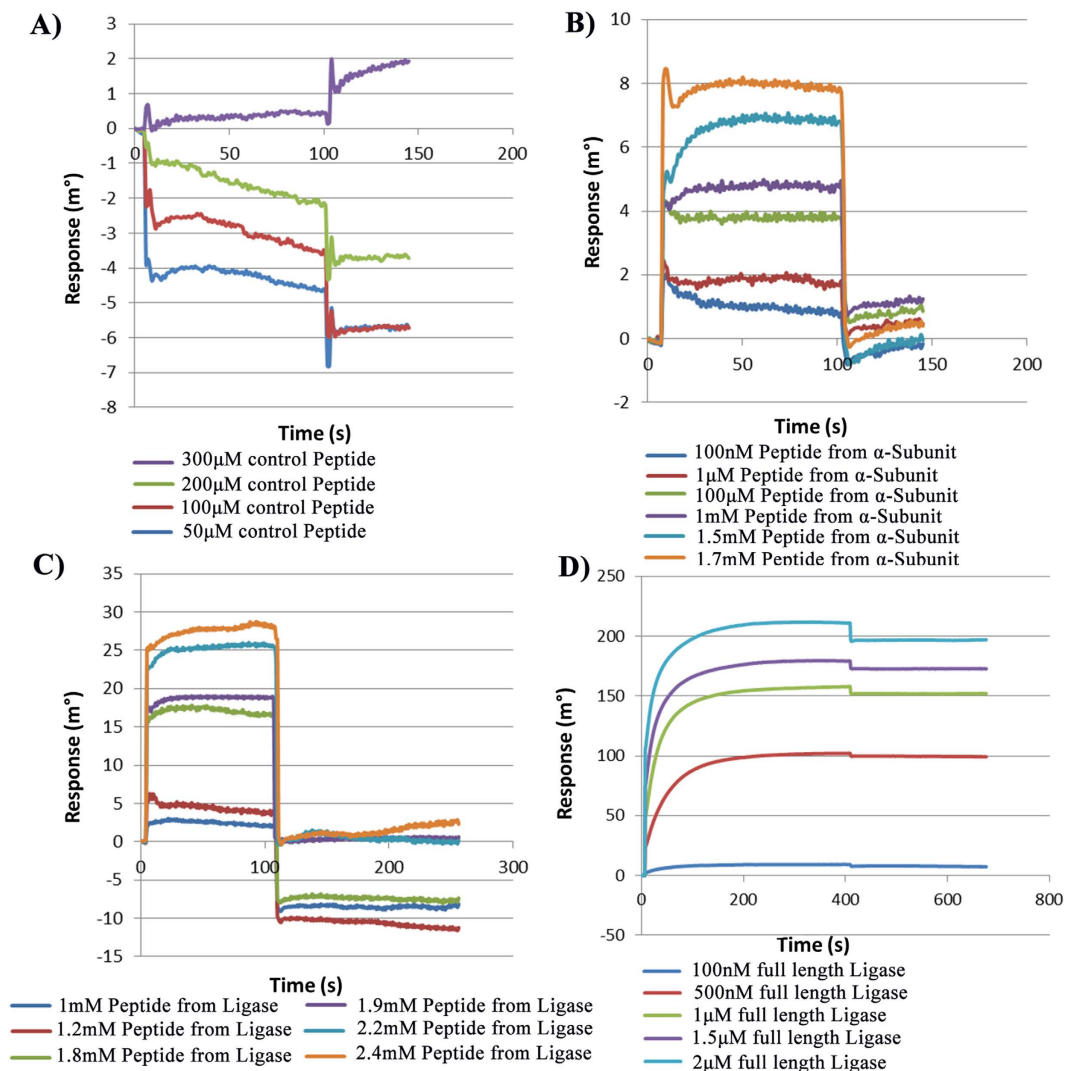 A)
3
2
1
0
-1
-2
-3
-4
-5
-6
-7
-8
0
50
100
150
200
Response (m°)
Time (s)
300μM control Peptide
200μM control Peptide
100μM control Peptide
50μM control Peptide
B)
10
8
6
4
2
0
-2
0
50
100
150
200
Response (m°)
Time (s)
100nM Peptide from α-Subunit
1μM Peptide from α-Subunit
100μM Peptide from α-Subunit
1mM Peptide from α-Subunit
1.5mM Peptide from α-Subunit
1.7mM Peptide from α-Subunit
C)
35
30
25
20
15
10
5
0
-5
-10
-15
0
100
200
300
Response (m°)
Time (s)
1mM Peptide from Ligase
1.2mM Peptide from Ligase
1.8mM Peptide from Ligase
1.9mM Peptide from Ligase
2.2mM Peptide from Ligase
2.4mM Peptide from Ligase
D)
250
200
150
100
50
0
-50
0
200
400
600
800
Response (m°)
Time (s)
100nM full length Ligase
500nM full length Ligase
1μM full length Ligase
1.5μM full length Ligase
2μM full length Ligase